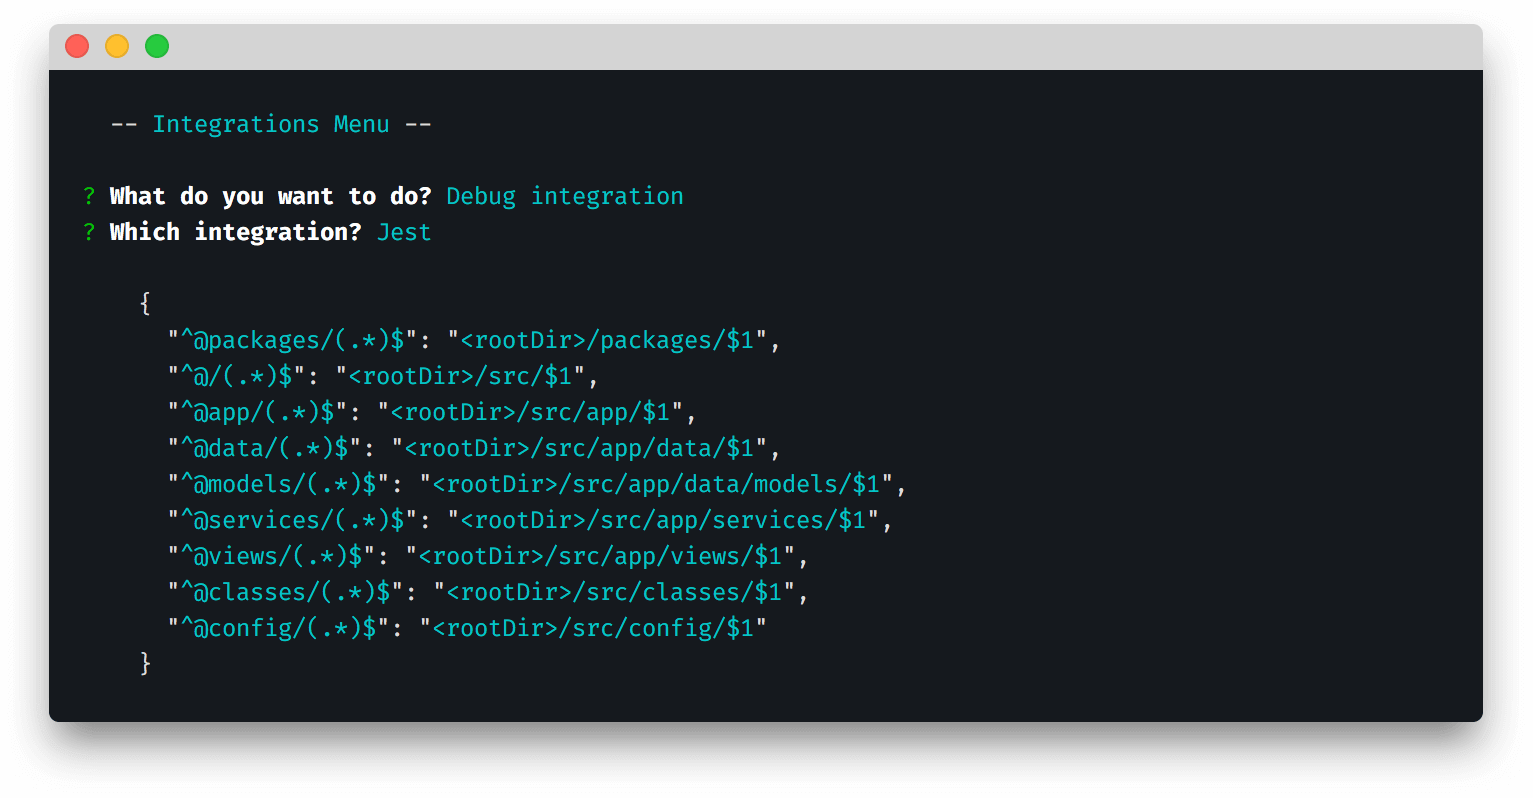 -- Integrations Menu --
? What do you want to do? Debug integration
? Which integration? Jest
{
"^@packages/(.*)$": "<rootDir>/packages/$1",
"^@/(.*)$": "<rootDir>/src/$1",
"^@app/(.*)$": "<rootDir>/src/app/$1",
"^@data/(.*)$": "<rootDir>/src/app/data/$1",
"^@models/(.*)$": "<rootDir>/src/app/data/models/$1",
"^@services/(.*)$": "<rootDir>/src/app/services/$1",
"^@views/(.*)$": "<rootDir>/src/app/views/$1",
"^@classes/(.*)$": "<rootDir>/src/classes/$1",
"^@config/(.*)$": "<rootDir>/src/config/$1"
}